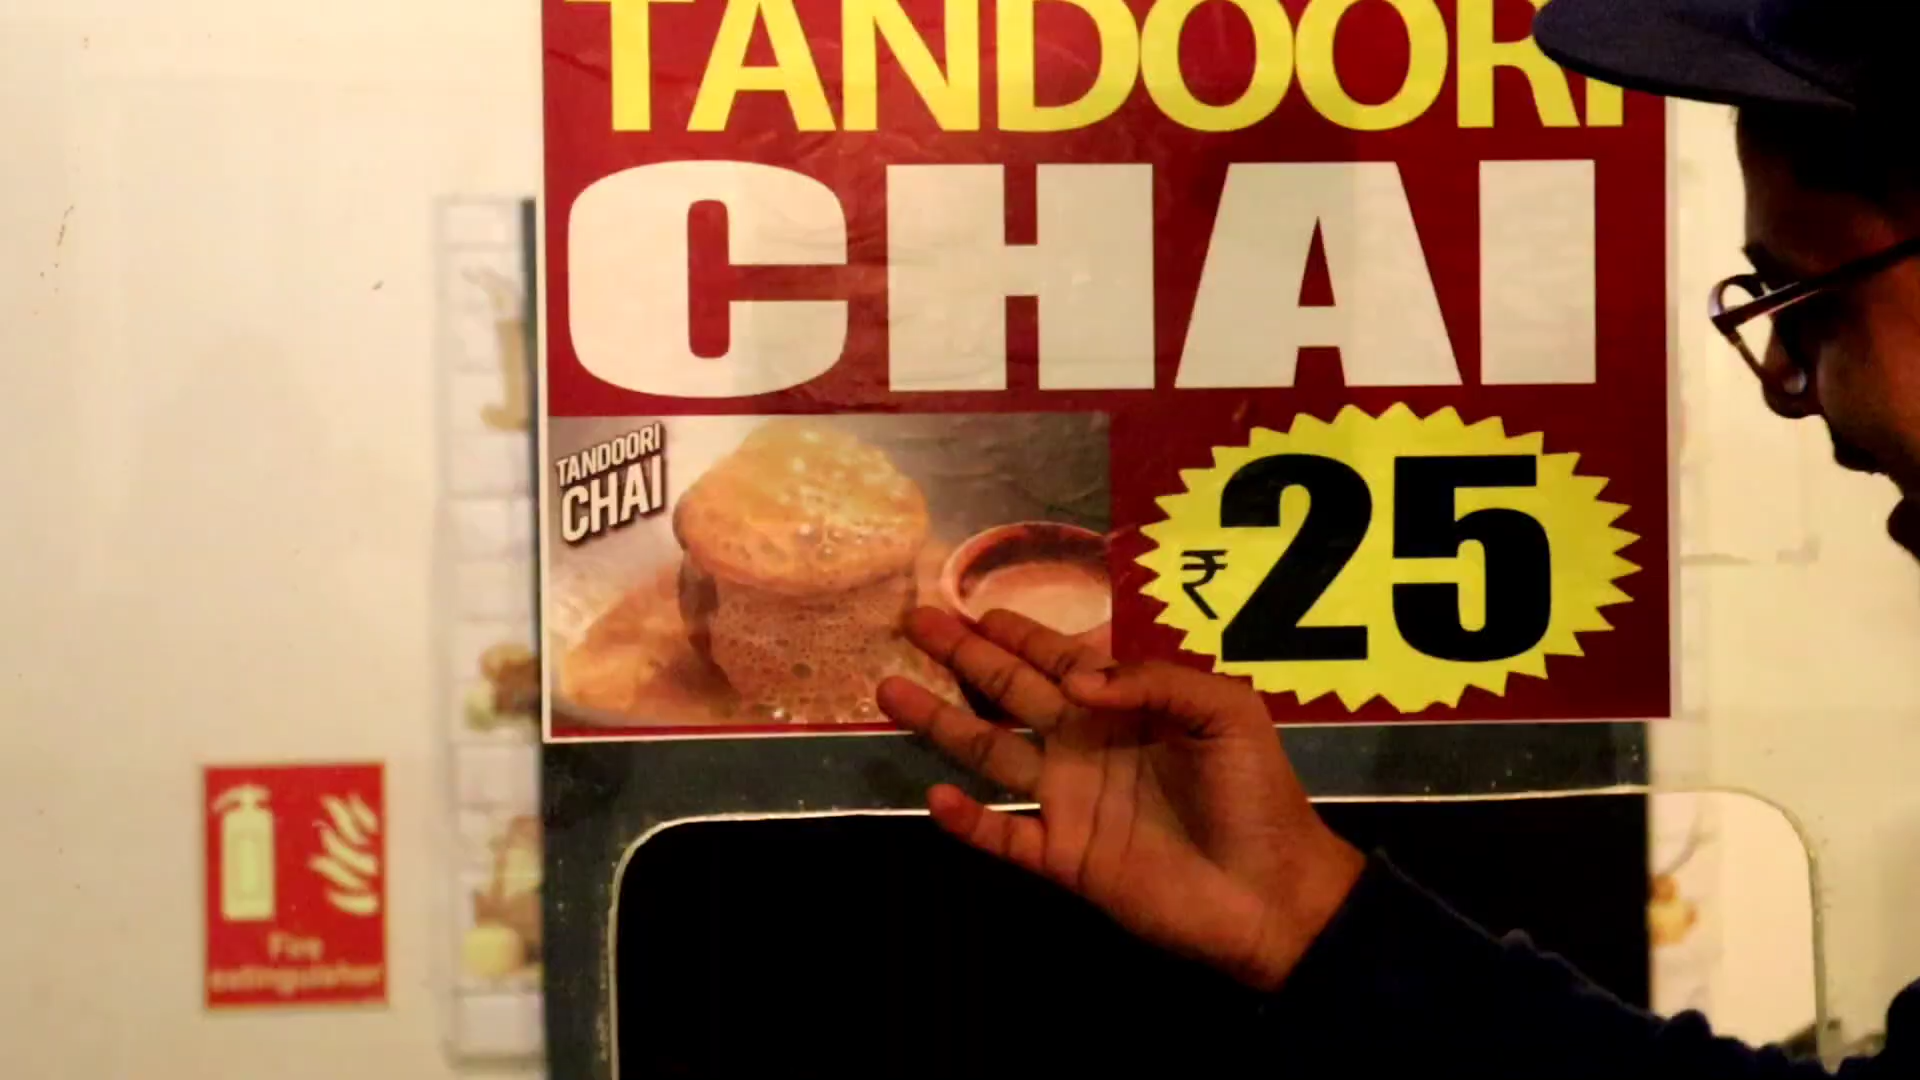 TANDOORI
CHAI
TANDOORI
CHAI
₹25
Fire
extinguisher